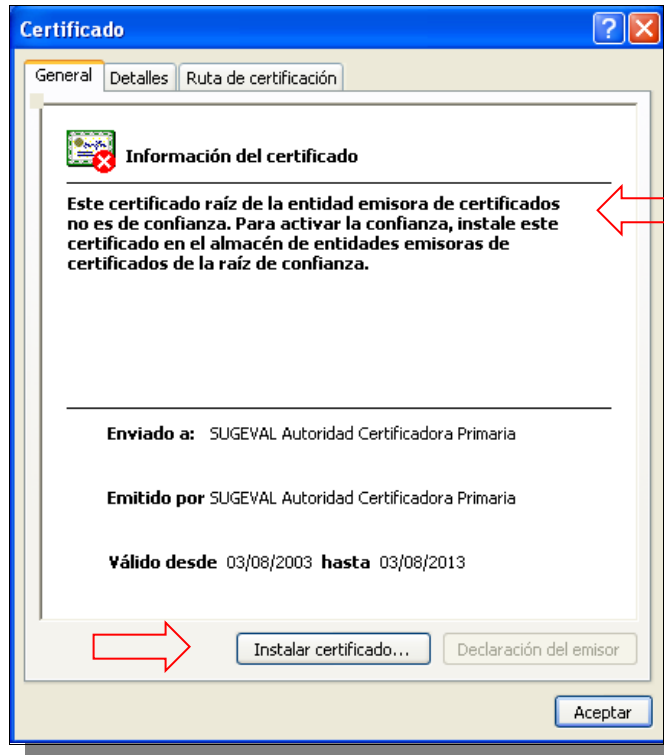 Certificado
General Detalles Ruta de certificación
Información del certificado
Este certificado raíz de la entidad emisora de certificados
no es de confianza. Para activar la confianza, instale este
certificado en el almacén de entidades emisoras de
certificados de la raíz de confianza.
Enviado a: SUGEVAL Autoridad Certificadora Primaria
Emitido por SUGEVAL Autoridad Certificadora Primaria
Válido desde 03/08/2003 hasta 03/08/2013
Instalar certificado... Declaración del emisor
Aceptar